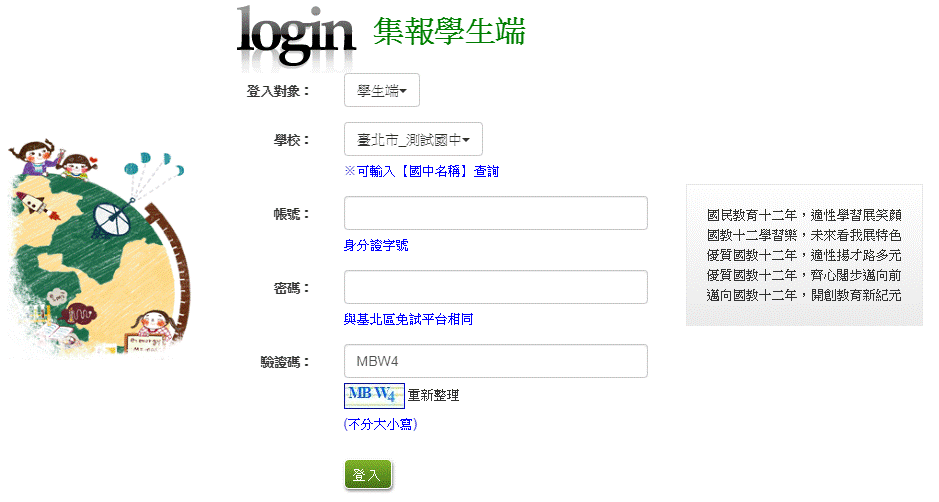 login 集報學生端
登入對象：
學生端
學校：
臺北市_測試國中
※可輸入【國中名稱】查詢
帳號：
身分證字號
密碼：
與基北區免試平台相同
驗證碼：
MBW4
MBW4 重新整理
(不分大小寫)
登入
國民教育十二年，適性學習展笑顏
國教十二學習樂，未來看我展特色
優質國教十二年，適性揚才路多元
優質國教十二年，齊心闊步邁向前
邁向國教十二年，開創教育新紀元